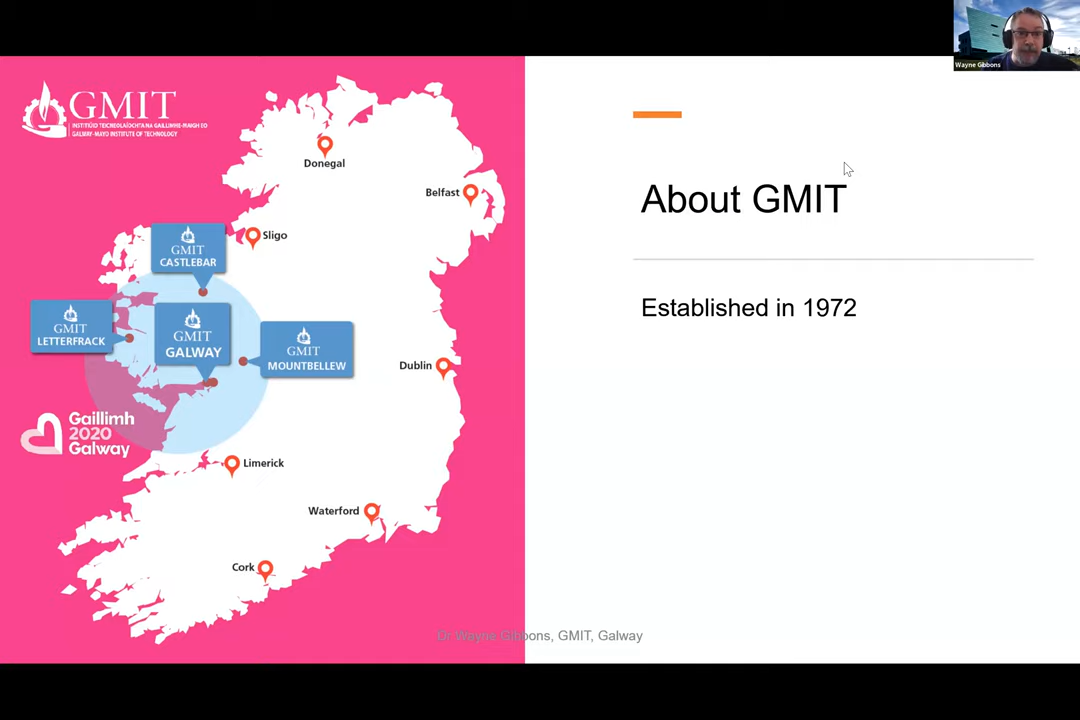 Wayne Gibbons
GMIT
INSTITIÚID TEICNEOLAÍOCHTA NA GAILLIMHE-MAIGH EO
GALWAY-MAYO INSTITUTE OF TECHNOLOGY
Donegal
Belfast
Sligo
GMIT
CASTLEBAR
GMIT
LETTERFRACK
GMIT
GALWAY
GMIT
MOUNTBELLEW
Dublin
Gaillimh
2020
Galway
Limerick
Waterford
Cork
About GMIT
Established in 1972
Dr Wayne Gibbons, GMIT, Galway